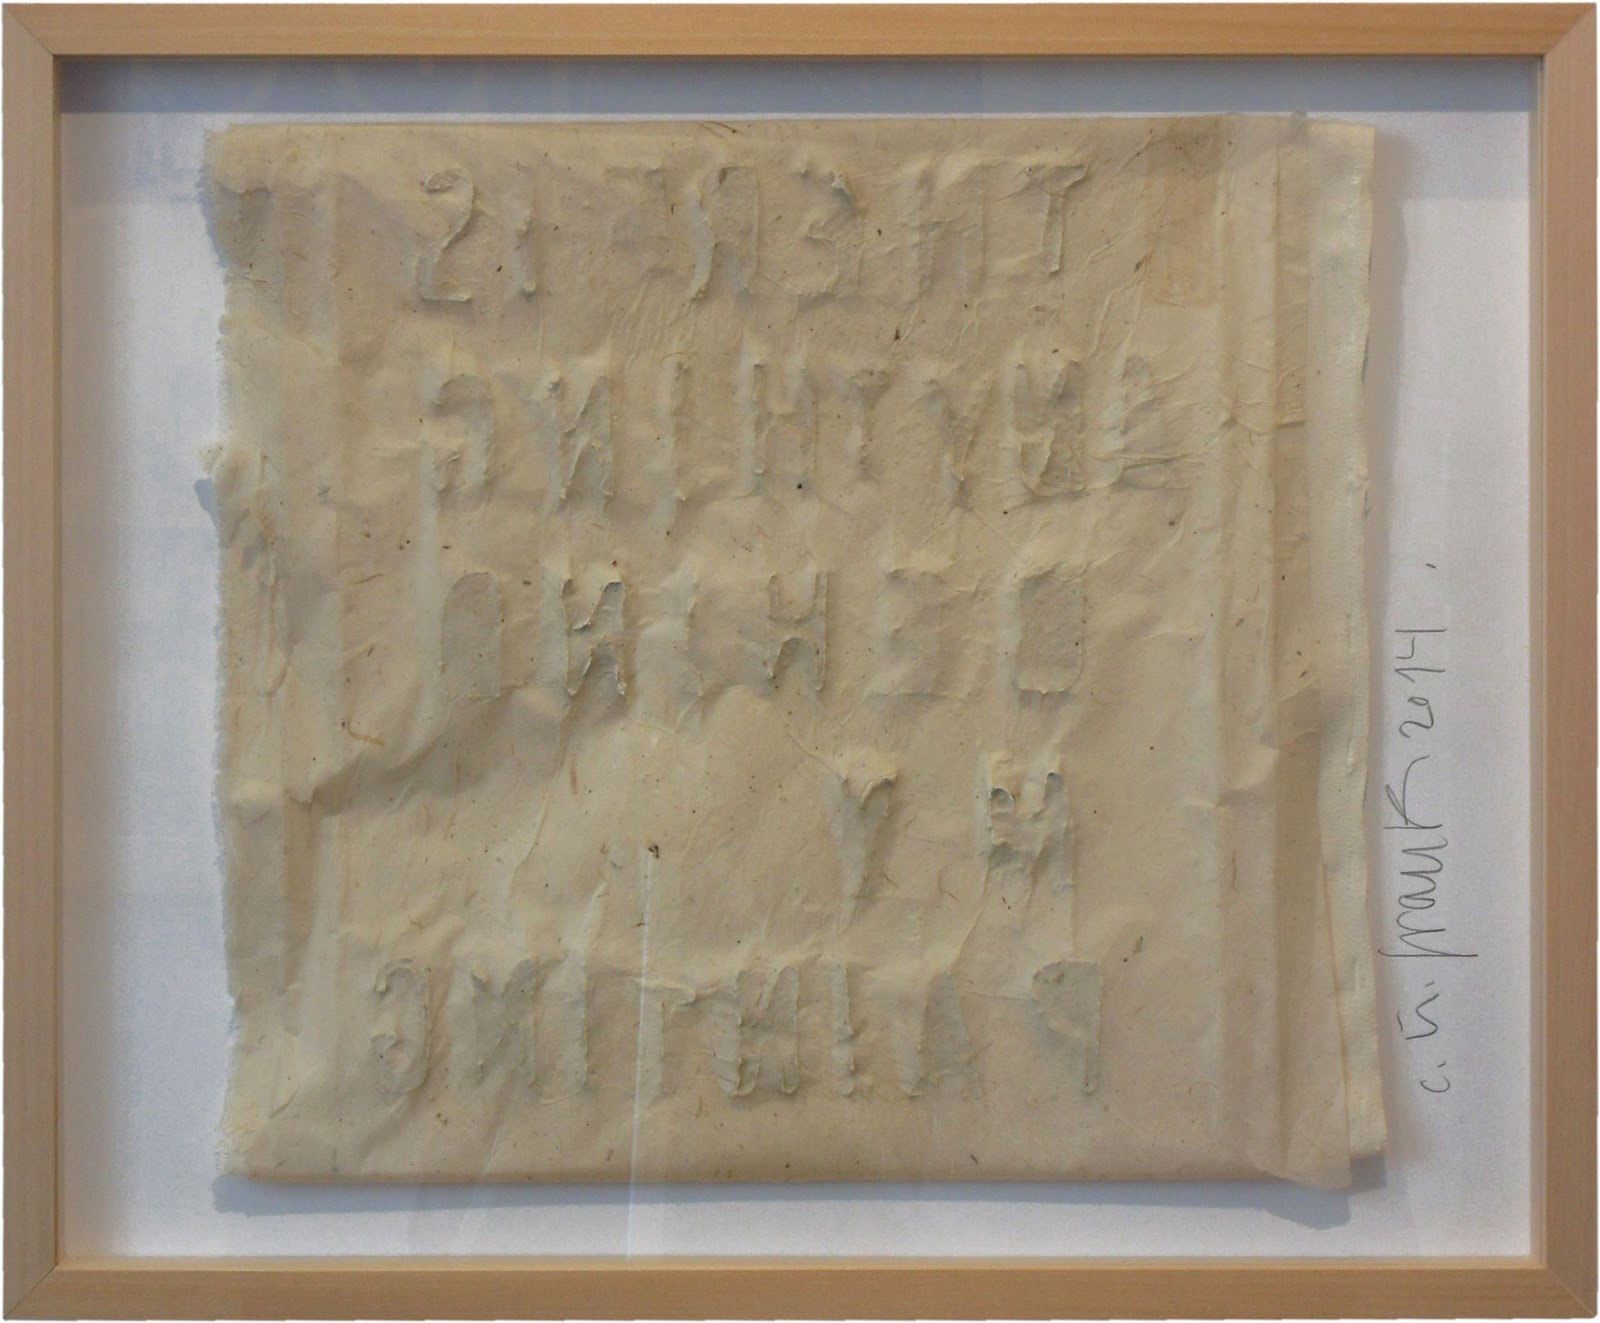 THERE IS
ANYTHING
BEHIND
MY
PAINTING
frank 2014.